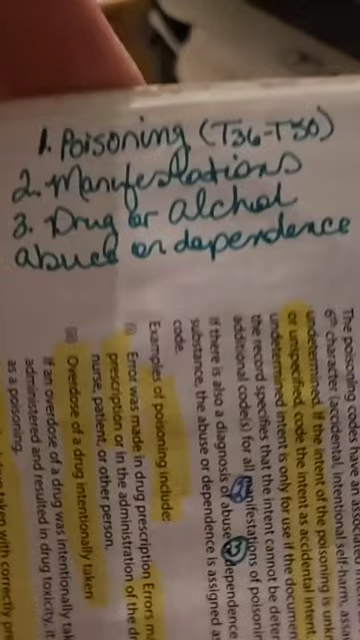 1. Poisoning (T36-T50)
2. Manifestations
3. Drug or alchol
abuse or dependence
The poisoning codes have an associated
6th character (accidental, intentional self-harm,
undetermined. If the intent of the poisoning is
or unspecified, code the intent as accidental intent
undetermined intent is only for use if the
the record specifies that the intent cannot be
additional code(s) for all manifestations of
If there is also a diagnosis of abuse or dependence
substance, the abuse or dependence is assigned
code.
Examples of poisoning include:
(i) Error was made in drug prescription Errors
prescription or in the administration of the
nurse, patient, or other person.
(ii) Overdose of a drug intentionally taken
If an overdose of a drug was intentionally
administered and resulted in drug toxicity, it
as a poisoning.
taken with correctly